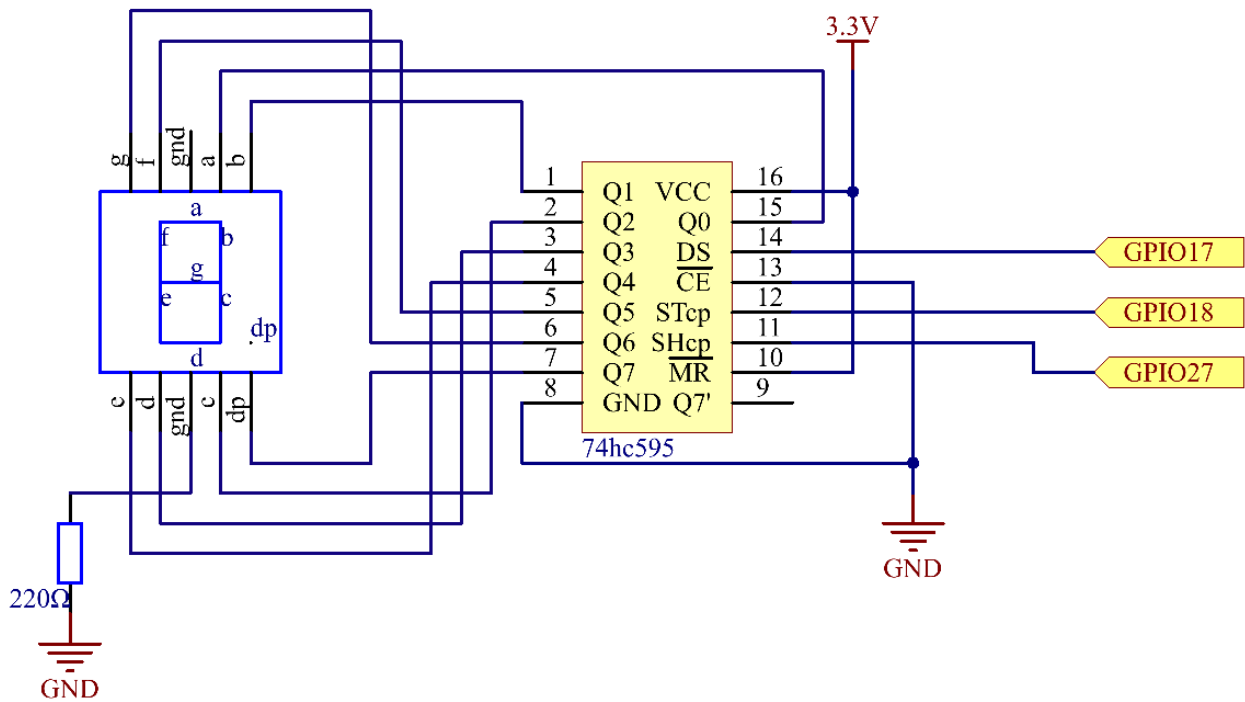 3.3V
g
f
gnd
a
b
a
f
b
g
e
c
d
dp
c
d
gnd
c
dp
220Ω
GND
1
2
3
4
5
6
7
8
Q1 VCC
Q2 Q0
Q3 DS
Q4 CE
Q5 STcp
Q6 SHcp
Q7 MR
GND Q7'
16
15
14
13
12
11
10
9
74hc595
GPIO17
GPIO18
GPIO27
GND